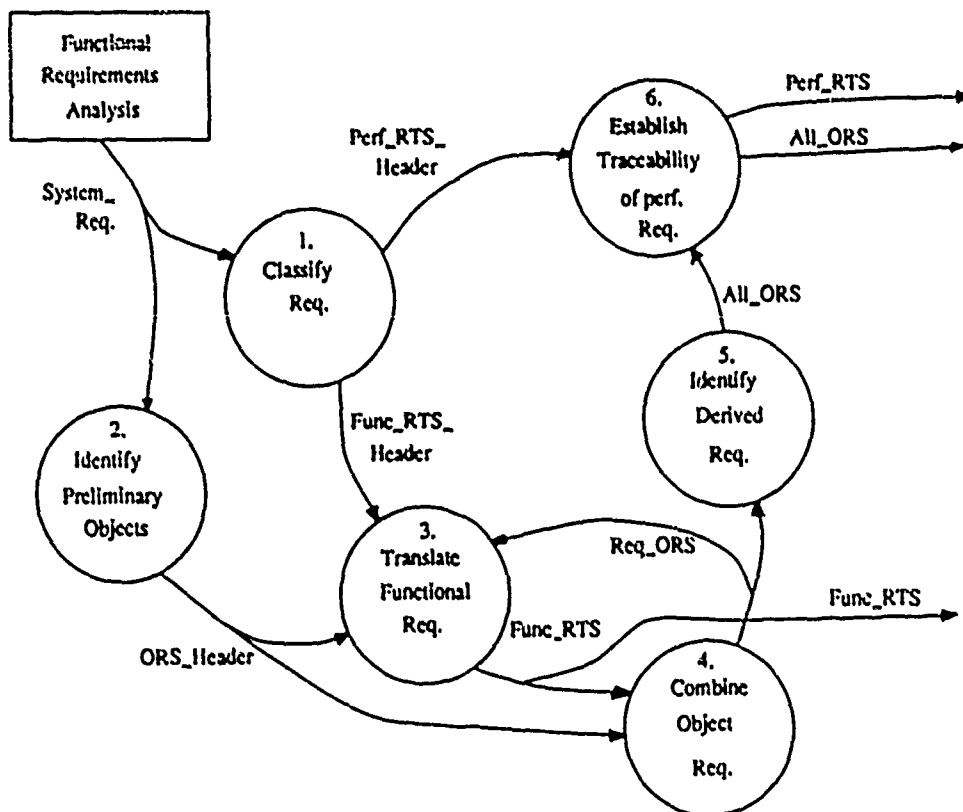 Functional
Requirements
Analysis
System_
Req.
Perf_RTS_
Header
1.
Classify
Req.
6.
Establish
Traceability
of perf.
Req.
Perf_RTS
All_ORS
All_ORS
5.
Identify
Derived
Req.
Func_RTS_
Header
2.
Identify
Preliminary
Objects
3.
Translate
Functional
Req.
Req_ORS
Func_RTS
Func_RTS
ORS_Header
4.
Combine
Object
Req.